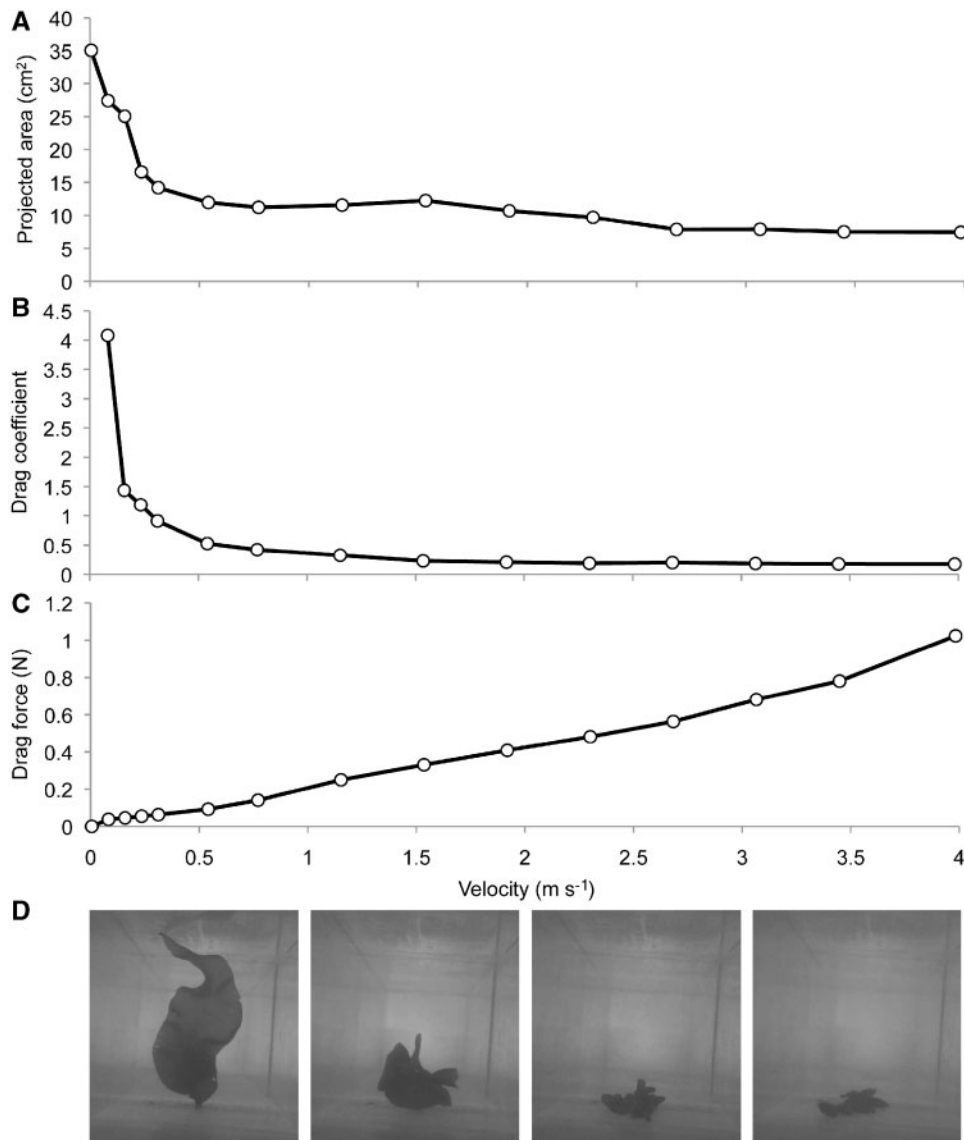 A
Projected area (cm²)
40
35
30
25
20
15
10
5
0
B
Drag coefficient
4.5
4
3.5
3
2.5
2
1.5
1
0.5
0
C
Drag force (N)
1.2
1
0.8
0.6
0.4
0.2
0
0 0.5 1 1.5 2 2.5 3 3.5 4
Velocity (m s⁻¹)
D